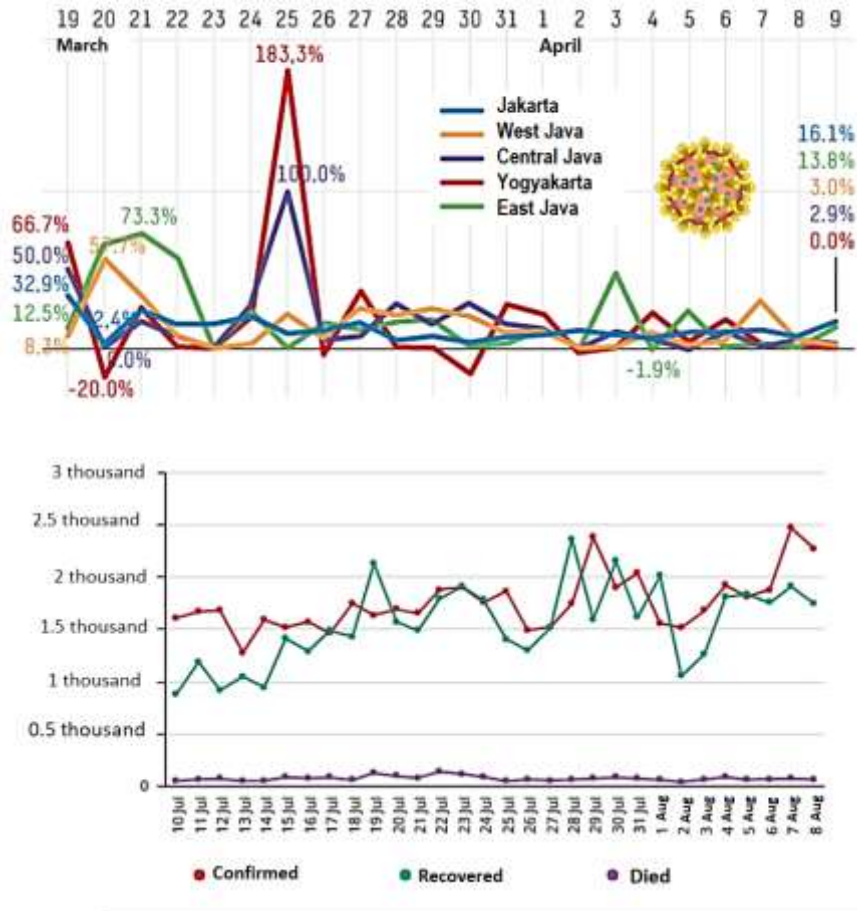 19 20 21 22 23 24 25 26 27 28 29 30 31 1 2 3 4 5 6 7 8 9
March April
183,3%
Jakarta
West Java
Central Java
Yogyakarta
East Java
100.0%
16.1%
13.8%
3.0%
2.9%
0.0%
73.3%
66.7%
50.0%
32.9%
12.5%
8.3%
-20.0%
-1.9%
3 thousand
2.5 thousand
2 thousand
1.5 thousand
1 thousand
0.5 thousand
0
10 Jul
11 Jul
12 Jul
13 Jul
14 Jul
15 Jul
16 Jul
17 Jul
18 Jul
19 Jul
20 Jul
21 Jul
22 Jul
23 Jul
24 Jul
25 Jul
26 Jul
27 Jul
28 Jul
29 Jul
30 Jul
31 Jul
1 Aug
2 Aug
3 Aug
4 Aug
5 Aug
6 Aug
7 Aug
8 Aug
Confirmed Recovered Died